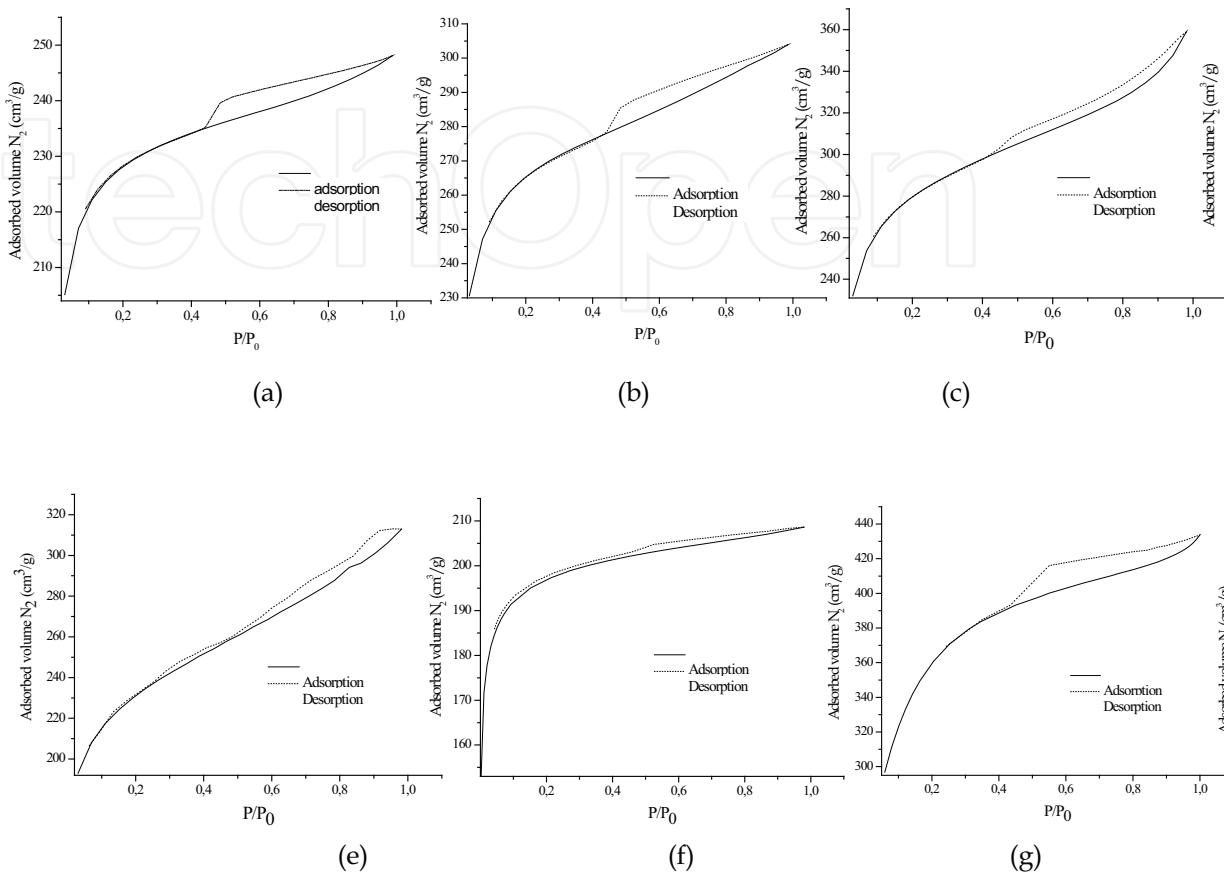 techOpen
Adsorbed volume N2 (cm3/g)
250
240
230
220
210
0,2 0,4 0,6 0,8 1,0
P/P0
adsorption
desorption
(a)
Adsorbed volume N2 (cm3/g)
310
300
290
280
270
260
250
240
230
0,2 0,4 0,6 0,8 1,0
P/P0
Adsorption
Desorption
(b)
Adsorbed volume N2 (cm3/g)
360
340
320
300
280
260
240
0,2 0,4 0,6 0,8 1,0
P/P0
Adsorption
Desorption
(c)
Adsorbed volume N2 (cm3/g)
Adsorbed volume N2 (cm3/g)
320
300
280
260
240
220
200
0,2 0,4 0,6 0,8 1,0
P/P0
Adsorption
Desorption
(e)
Adsorbed volume N2 (cm3/g)
210
200
190
180
170
160
0,2 0,4 0,6 0,8 1,0
P/P0
Adsorption
Desorption
(f)
Adsorbed volume N2 (cm3/g)
440
420
400
380
360
340
320
300
0,2 0,4 0,6 0,8 1,0
P/P0
Adsorption
Desorption
(g)
Adsorbed volume N (cm3/g)